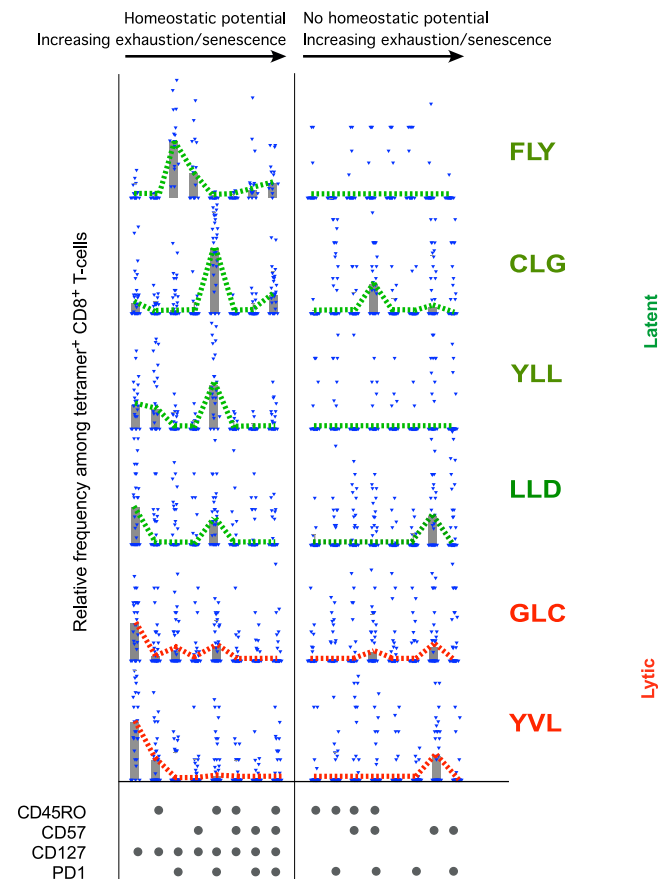 Homeostatic potential
Increasing exhaustion/senescence
No homeostatic potential
Increasing exhaustion/senescence
Relative frequency among tetramer⁺ CD8⁺ T-cells
FLY
CLG
YLL
LLD
GLC
YVL
Latent
Lytic
CD45RO
CD57
CD127
PD1